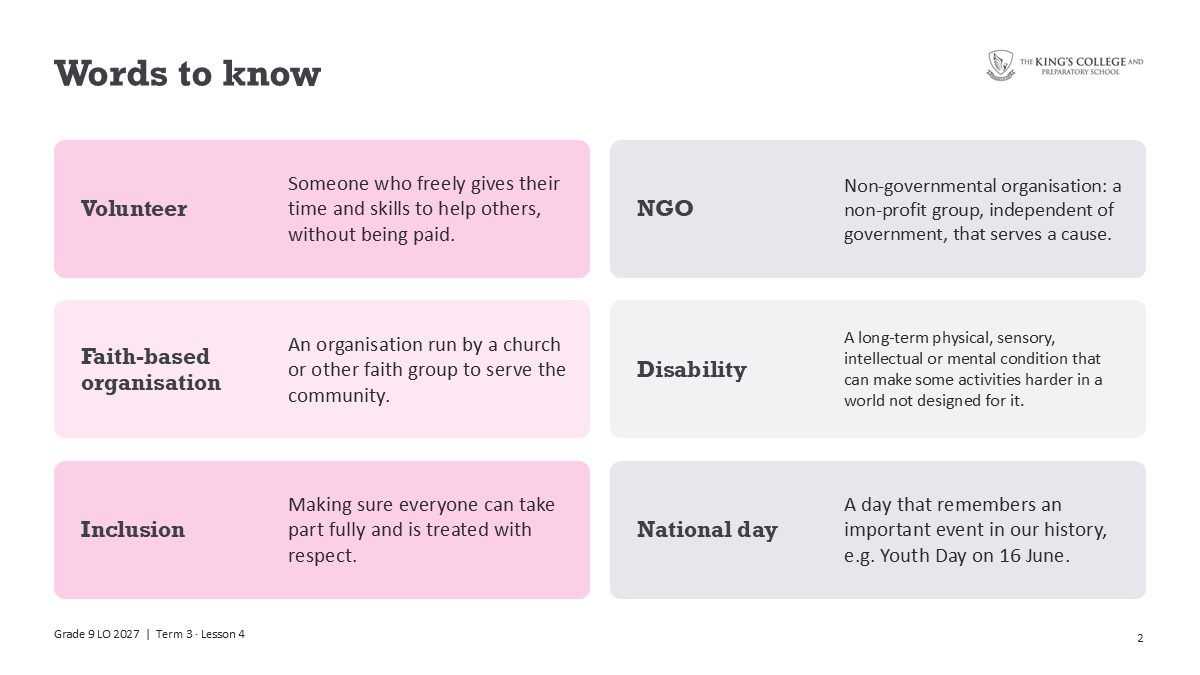 Words to know
THE KING'S COLLEGE AND
PREPARATORY SCHOOL
Volunteer
Someone who freely gives their
time and skills to help others,
without being paid.
NGO
Non-governmental organisation: a
non-profit group, independent of
government, that serves a cause.
Faith-based
organisation
An organisation run by a church
or other faith group to serve the
community.
Disability
A long-term physical, sensory,
intellectual or mental condition that
can make some activities harder in a
world not designed for it.
Inclusion
Making sure everyone can take
part fully and is treated with
respect.
National day
A day that remembers an
important event in our history,
e.g. Youth Day on 16 June.
Grade 9 LO 2027 | Term 3 · Lesson 4
2